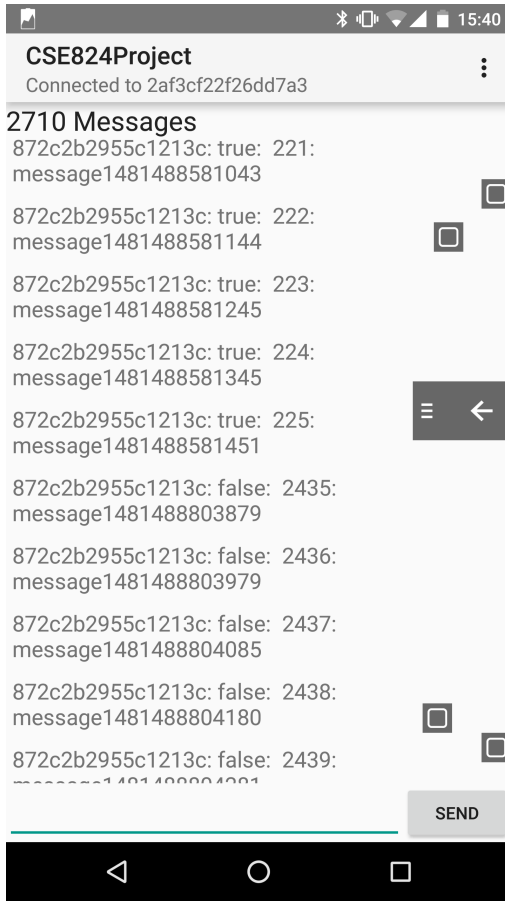 15:40
CSE824Project
Connected to 2af3cf22f26dd7a3
2710 Messages
872c2b2955c1213c: true:  221:
message1481488581043
872c2b2955c1213c: true:  222:
message1481488581144
872c2b2955c1213c: true:  223:
message1481488581245
872c2b2955c1213c: true:  224:
message1481488581345
872c2b2955c1213c: true:  225:
message1481488581451
872c2b2955c1213c: false:  2435:
message1481488803879
872c2b2955c1213c: false:  2436:
message1481488803979
872c2b2955c1213c: false:  2437:
message1481488804085
872c2b2955c1213c: false:  2438:
message1481488804180
872c2b2955c1213c: false:  2439:
SEND